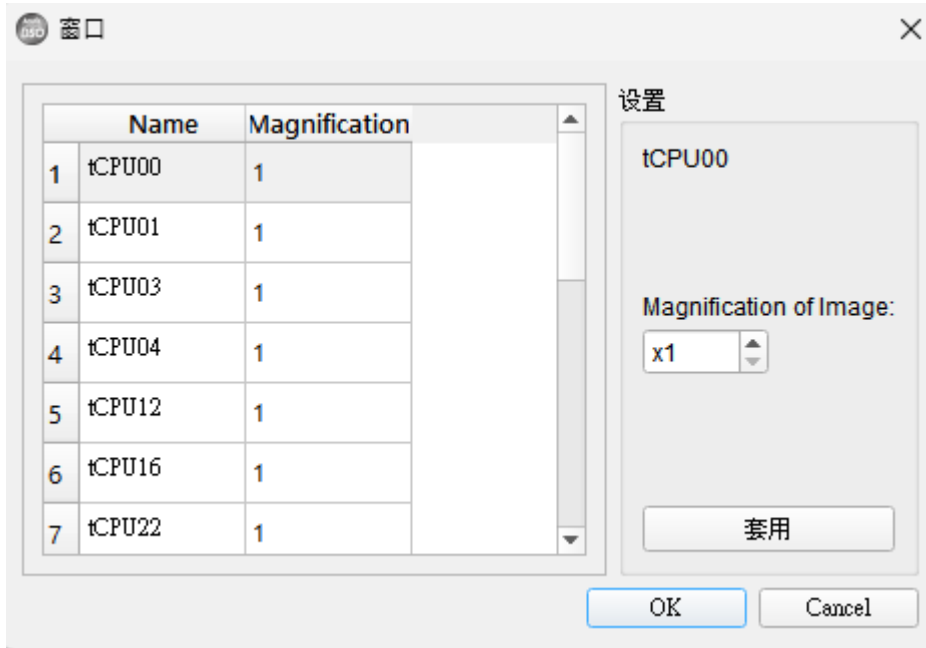 窗口
Name Magnification
1 tCPU00 1
2 tCPU01 1
3 tCPU03 1
4 tCPU04 1
5 tCPU12 1
6 tCPU16 1
7 tCPU22 1
设置
tCPU00
Magnification of Image:
x1
套用
OK Cancel